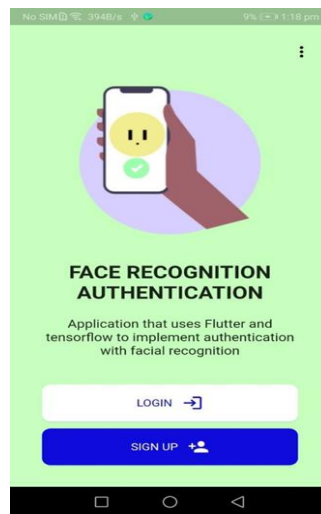 No SIM 394B/s 9% 1:18 pm
FACE RECOGNITION
AUTHENTICATION
Application that uses Flutter and
tensorflow to implement authentication
with facial recognition
LOGIN
SIGN UP